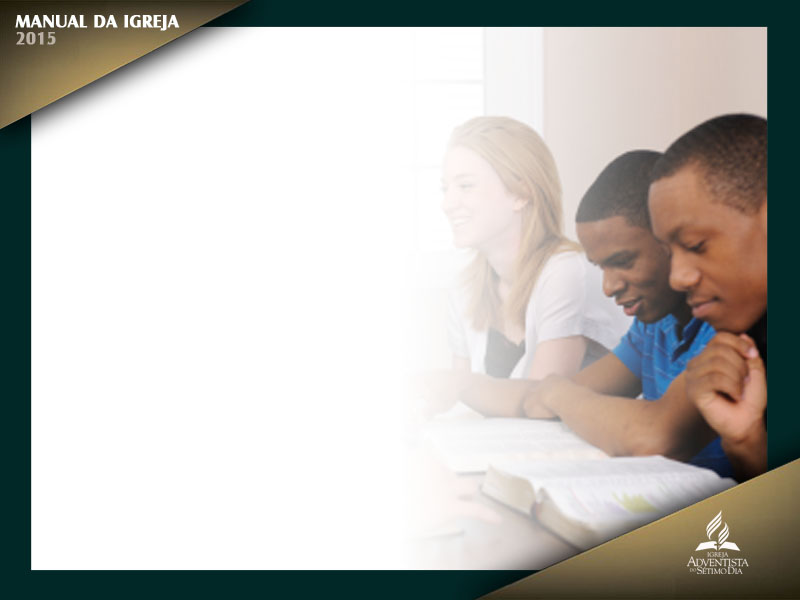 MANUAL DA IGREJA
2015
IGREJA
ADVENTISTA
DO SÉTIMO DIA